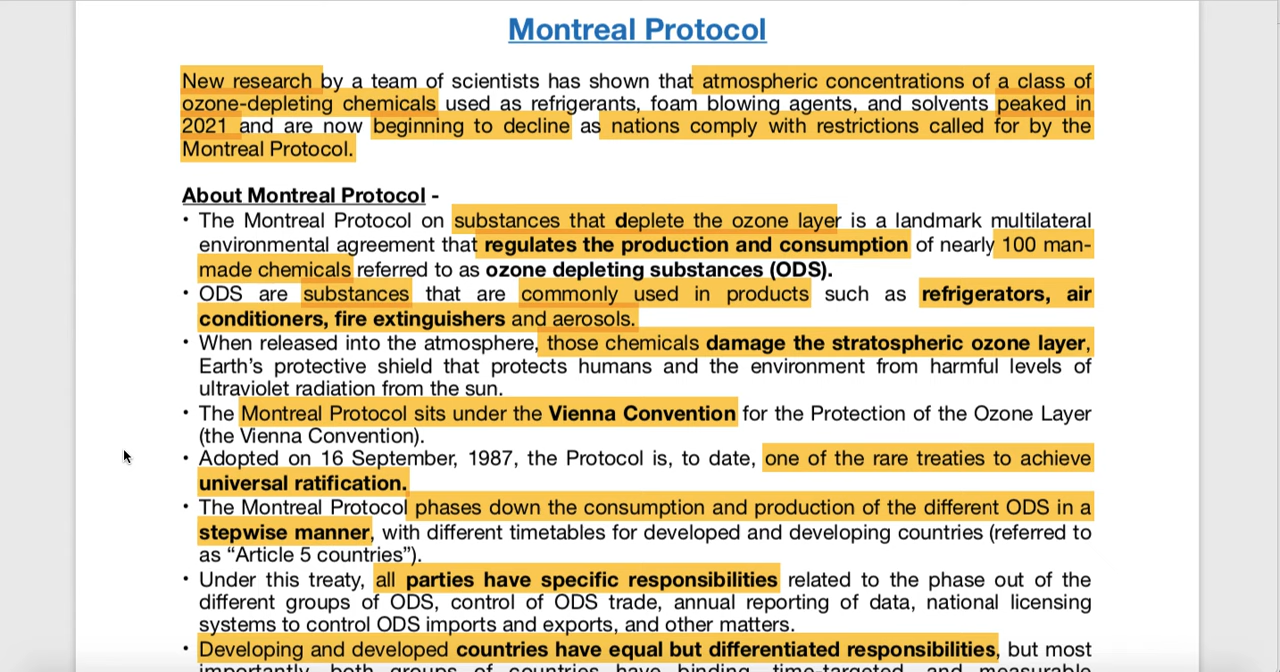 Montreal Protocol
New research by a team of scientists has shown that atmospheric concentrations of a class of
ozone-depleting chemicals used as refrigerants, foam blowing agents, and solvents peaked in
2021 and are now beginning to decline as nations comply with restrictions called for by the
Montreal Protocol.
About Montreal Protocol -
• The Montreal Protocol on substances that deplete the ozone layer is a landmark multilateral
environmental agreement that regulates the production and consumption of nearly 100 man-
made chemicals referred to as ozone depleting substances (ODS).
• ODS are substances that are commonly used in products such as refrigerators, air
conditioners, fire extinguishers and aerosols.
• When released into the atmosphere, those chemicals damage the stratospheric ozone layer,
Earth’s protective shield that protects humans and the environment from harmful levels of
ultraviolet radiation from the sun.
• The Montreal Protocol sits under the Vienna Convention for the Protection of the Ozone Layer
(the Vienna Convention).
• Adopted on 16 September, 1987, the Protocol is, to date, one of the rare treaties to achieve
universal ratification.
• The Montreal Protocol phases down the consumption and production of the different ODS in a
stepwise manner, with different timetables for developed and developing countries (referred to
as “Article 5 countries”).
• Under this treaty, all parties have specific responsibilities related to the phase out of the
different groups of ODS, control of ODS trade, annual reporting of data, national licensing
systems to control ODS imports and exports, and other matters.
• Developing and developed countries have equal but differentiated responsibilities, but most
importantly, both groups of countries have binding, time-targeted, and measurable